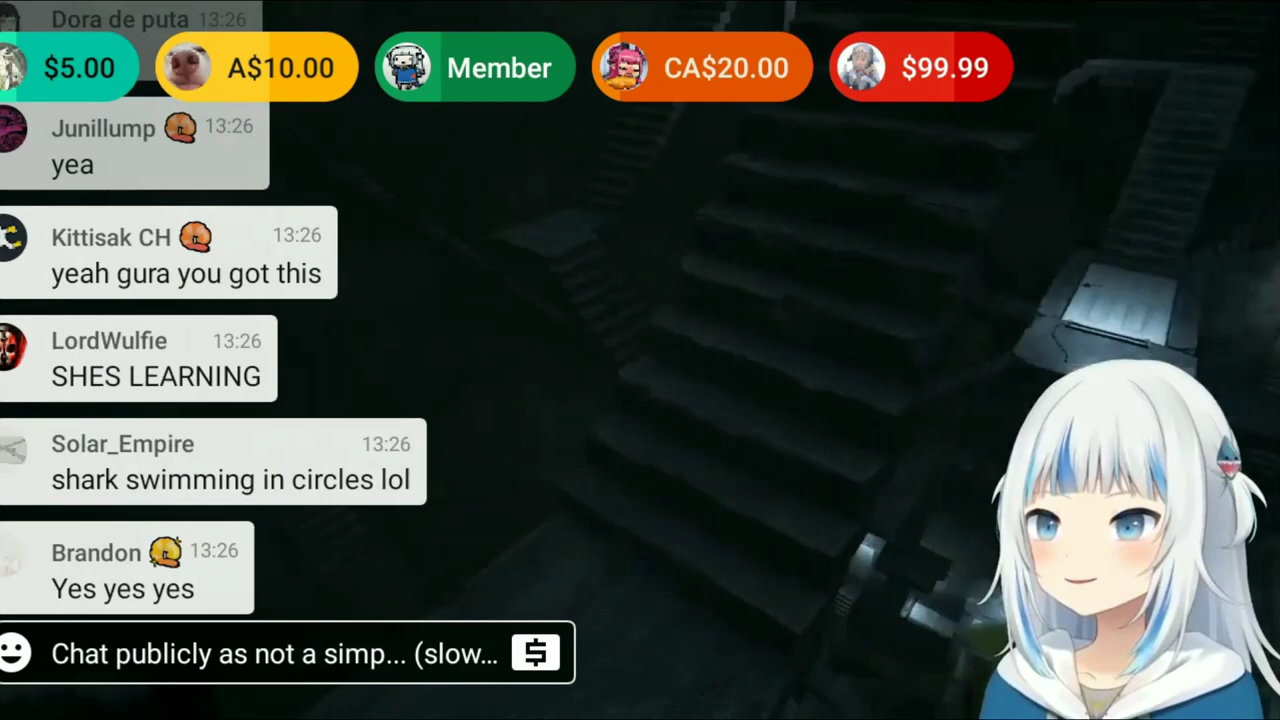 Dora de puta 13:26
$5.00 A$10.00 Member CA$20.00 $99.99
Junillump 13:26
yea
Kittisak CH 13:26
yeah gura you got this
LordWulfie 13:26
SHES LEARNING
Solar_Empire 13:26
shark swimming in circles lol
Brandon 13:26
Yes yes yes
Chat publicly as not a simp... (slow... $